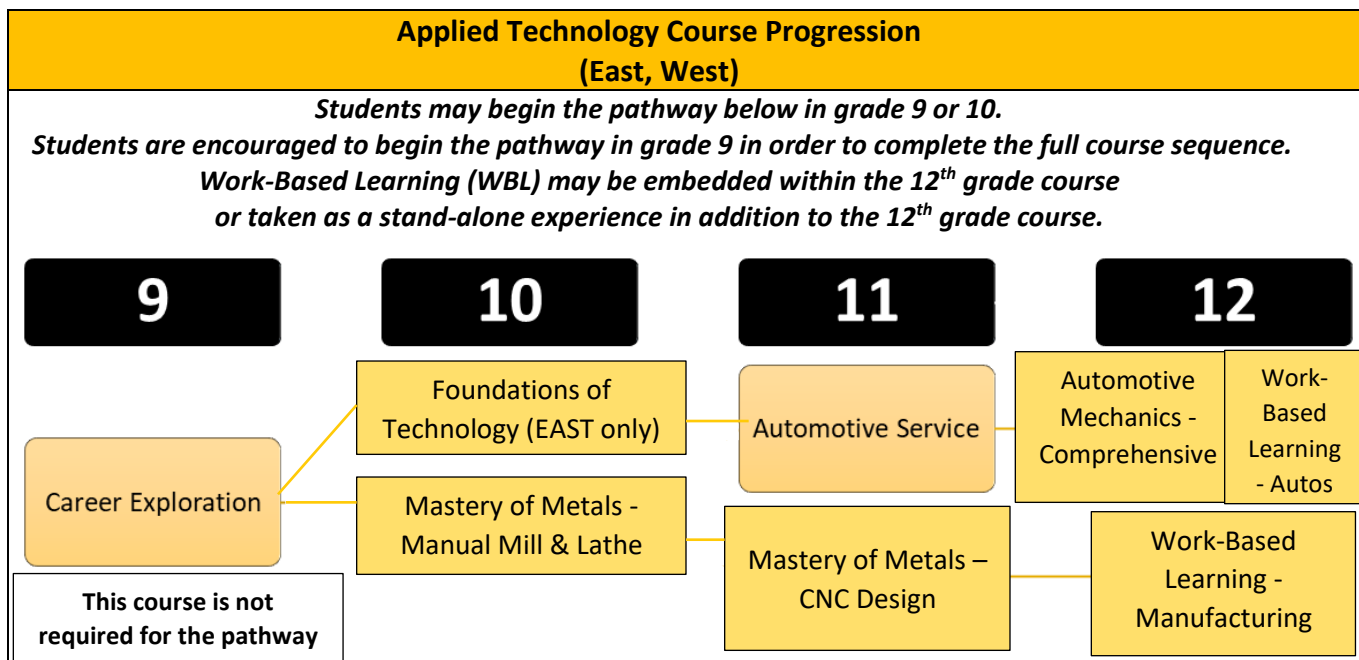 Applied Technology Course Progression
(East, West)
Students may begin the pathway below in grade 9 or 10.
Students are encouraged to begin the pathway in grade 9 in order to complete the full course sequence.
Work-Based Learning (WBL) may be embedded within the 12th grade course
or taken as a stand-alone experience in addition to the 12th grade course.
9
10
11
12
Career Exploration
This course is not
required for the pathway
Foundations of
Technology (EAST only)
Mastery of Metals -
Manual Mill & Lathe
Automotive Service
Mastery of Metals –
CNC Design
Automotive
Mechanics -
Comprehensive
Work-
Based
Learning
- Autos
Work-Based
Learning -
Manufacturing